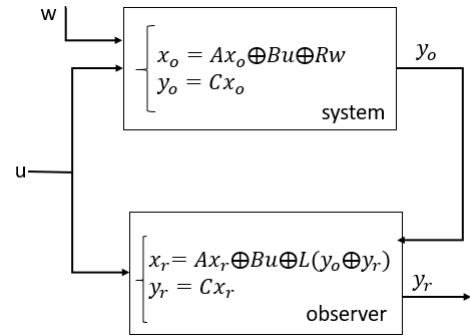 w
x_o = Ax_o⊕Bu⊕Rw
y_o = Cx_o
system
y_o
u
x_r= Ax_r⊕Bu⊕L(y_o⊕y_r)
y_r = Cx_r
observer
y_r